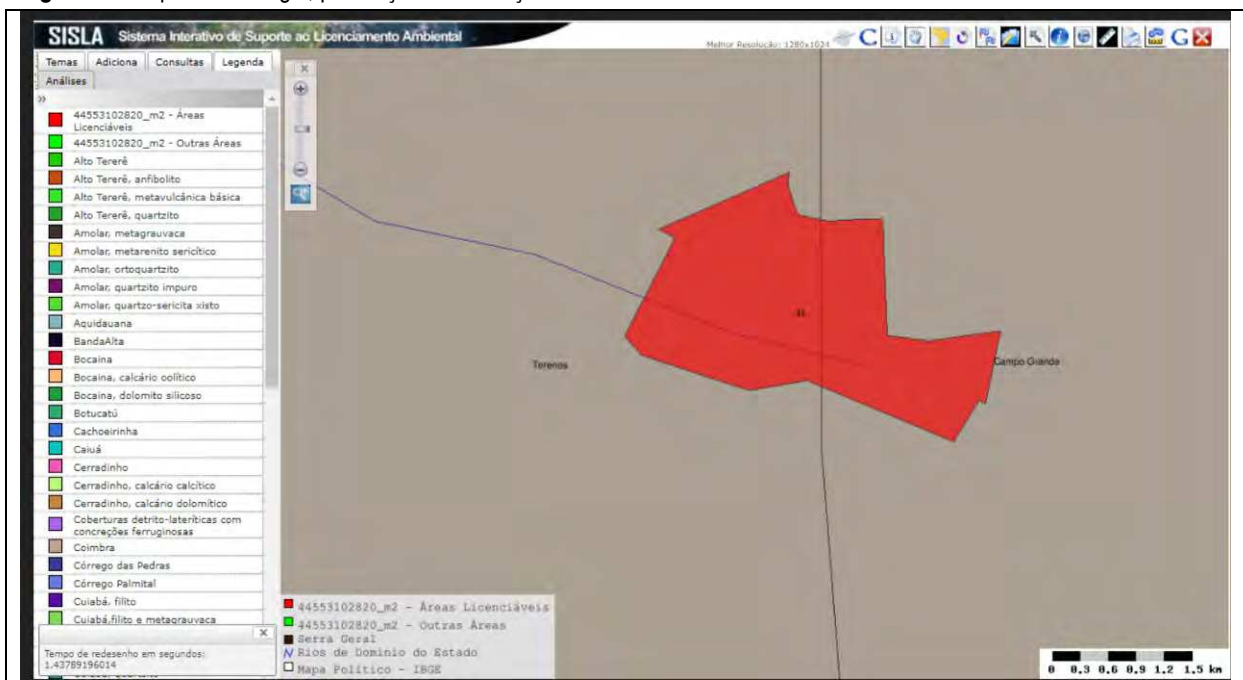 SISLA Sistema Interativo de Suporte ao Licenciamento Ambiental
Melhor Resolução: 1280x1024
Temas Adiciona Consultas Legenda
Análises
44553102820_m2 - Áreas
Licenciáveis
44553102820_m2 - Outras Áreas
Alto Tererê
Alto Tererê, anfibolito
Alto Tererê, metavulcânica básica
Alto Tererê, quartzito
Amolar, metagrauvaca
Amolar, metarenito sericítico
Amolar, ortoquartzito
Amolar, quartzito impuro
Amolar, quartzo-sericita xisto
Aquidauana
BandaAlta
Bocaina
Bocaina, calcário oolítico
Bocaina, dolomito silicoso
Botucatú
Cachoeirinha
Caiuá
Cerradinho
Cerradinho, calcário calcítico
Cerradinho, calcário dolomítico
Coberturas detrito-lateríticas com
concreções ferruginosas
Coimbra
Córrego das Pedras
Córrego Palmital
Cuiabá, filito
Cuiabá,filito e metagrauvaca
Tempo de redesenho em segundos:
1.43789196014
Terenos
Campo Grande
44553102820_m2 - Áreas Licenciáveis
44553102820_m2 - Outras Áreas
Serra Geral
Rios de Dominio do Estado
Mapa Político - IBGE
0 0.3 0.6 0.9 1.2 1.5 km